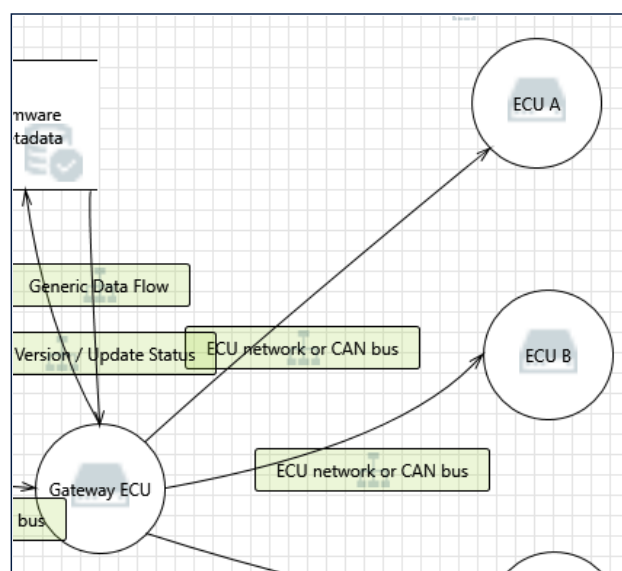 ECU A
mware
tadata
Generic Data Flow
Version / Update Status
ECU network or CAN bus
ECU B
ECU network or CAN bus
Gateway ECU
bus